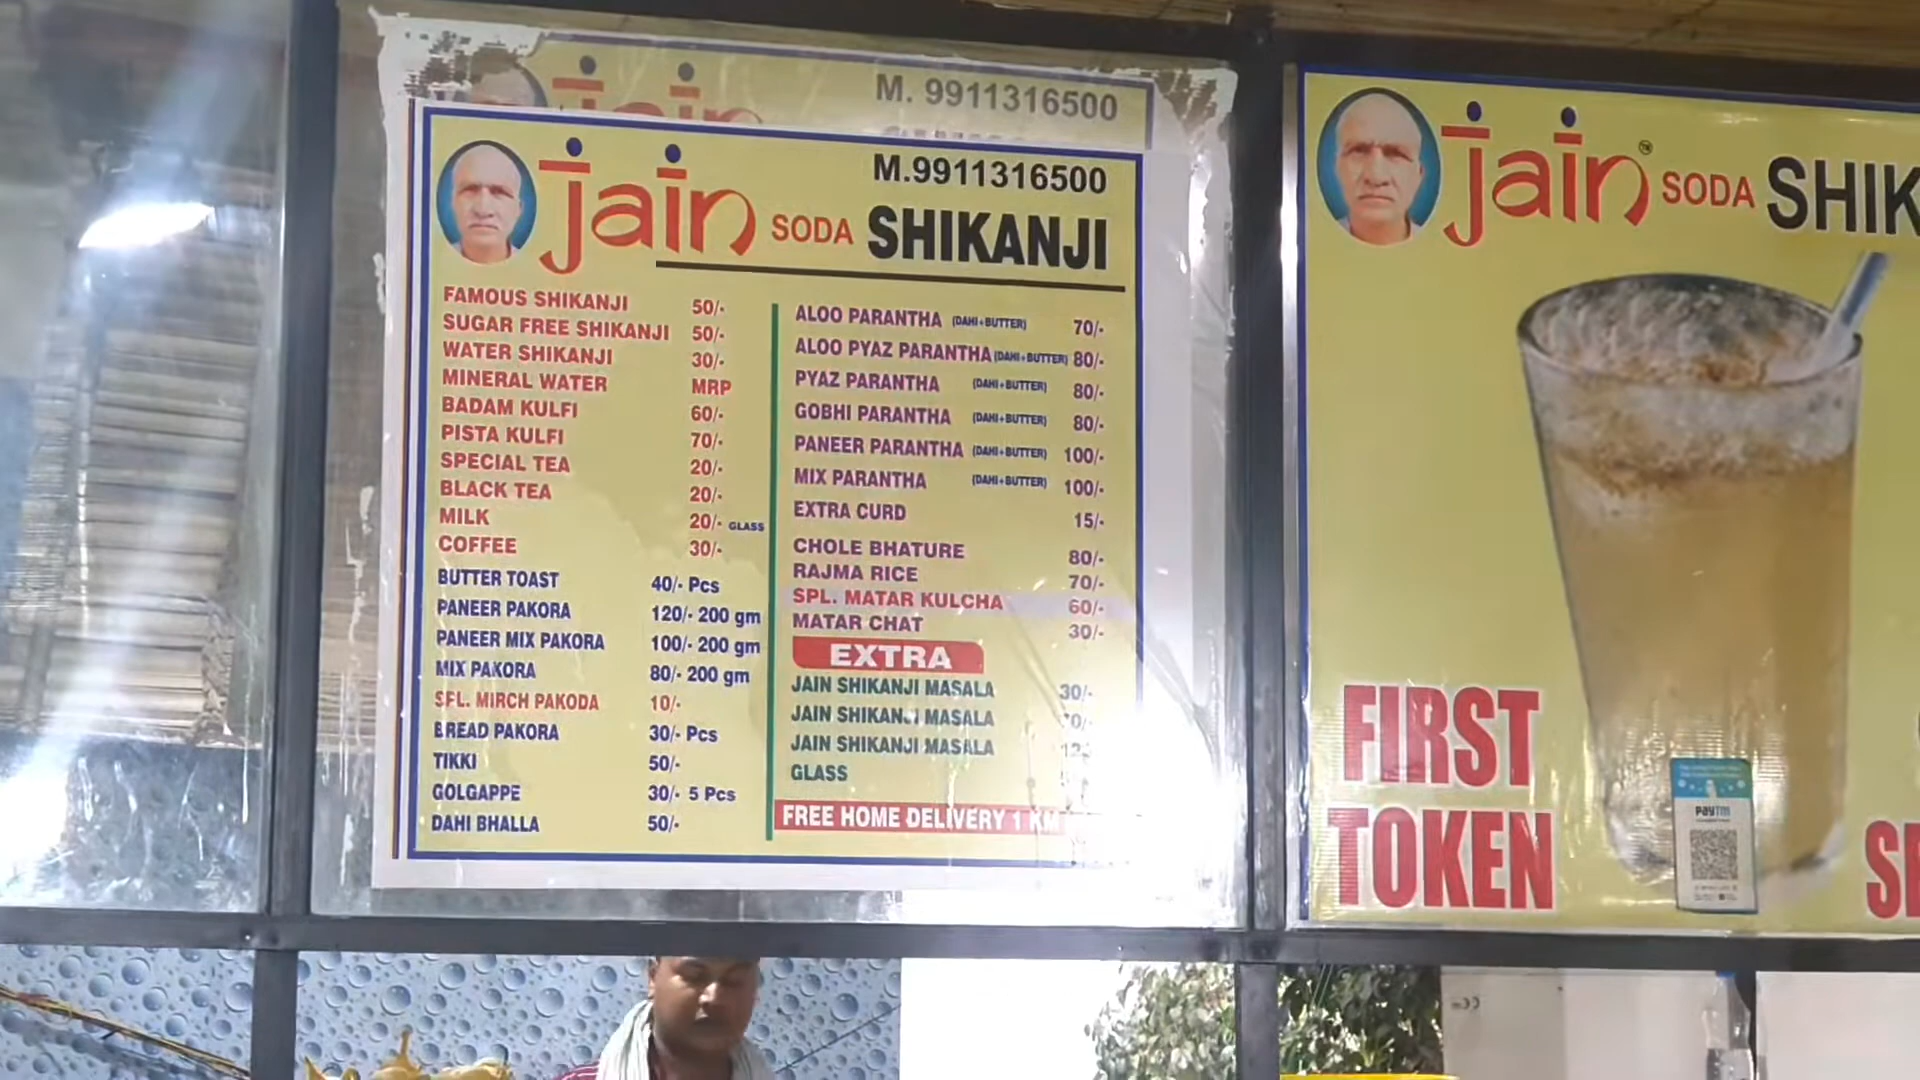 M. 9911316500
M.9911316500
jain SODA SHIKANJI
FAMOUS SHIKANJI 50/-
SUGAR FREE SHIKANJI 50/-
WATER SHIKANJI 30/-
MINERAL WATER MRP
BADAM KULFI 60/-
PISTA KULFI 70/-
SPECIAL TEA 20/-
BLACK TEA 20/-
MILK 20/- GLASS
COFFEE 30/-
BUTTER TOAST 40/- Pcs
PANEER PAKORA 120/- 200 gm
PANEER MIX PAKORA 100/- 200 gm
MIX PAKORA 80/- 200 gm
SPL. MIRCH PAKODA 10/-
BREAD PAKORA 30/- Pcs
TIKKI 50/-
GOLGAPPE 30/- 5 Pcs
DAHI BHALLA 50/-
ALOO PARANTHA (DAHI+BUTTER) 70/-
ALOO PYAZ PARANTHA (DAHI+BUTTER) 80/-
PYAZ PARANTHA (DAHI+BUTTER) 80/-
GOBHI PARANTHA (DAHI+BUTTER) 80/-
PANEER PARANTHA (DAHI+BUTTER) 100/-
MIX PARANTHA (DAHI+BUTTER) 100/-
EXTRA CURD 15/-
CHOLE BHATURE 80/-
RAJMA RICE 70/-
SPL. MATAR KULCHA 60/-
MATAR CHAT 30/-
EXTRA
JAIN SHIKANJI MASALA 30/-
JAIN SHIKANJI MASALA
JAIN SHIKANJI MASALA
GLASS
FREE HOME DELIVERY 1 KM
jain TM SODA SHIK
FIRST
TOKEN
SE
paytm